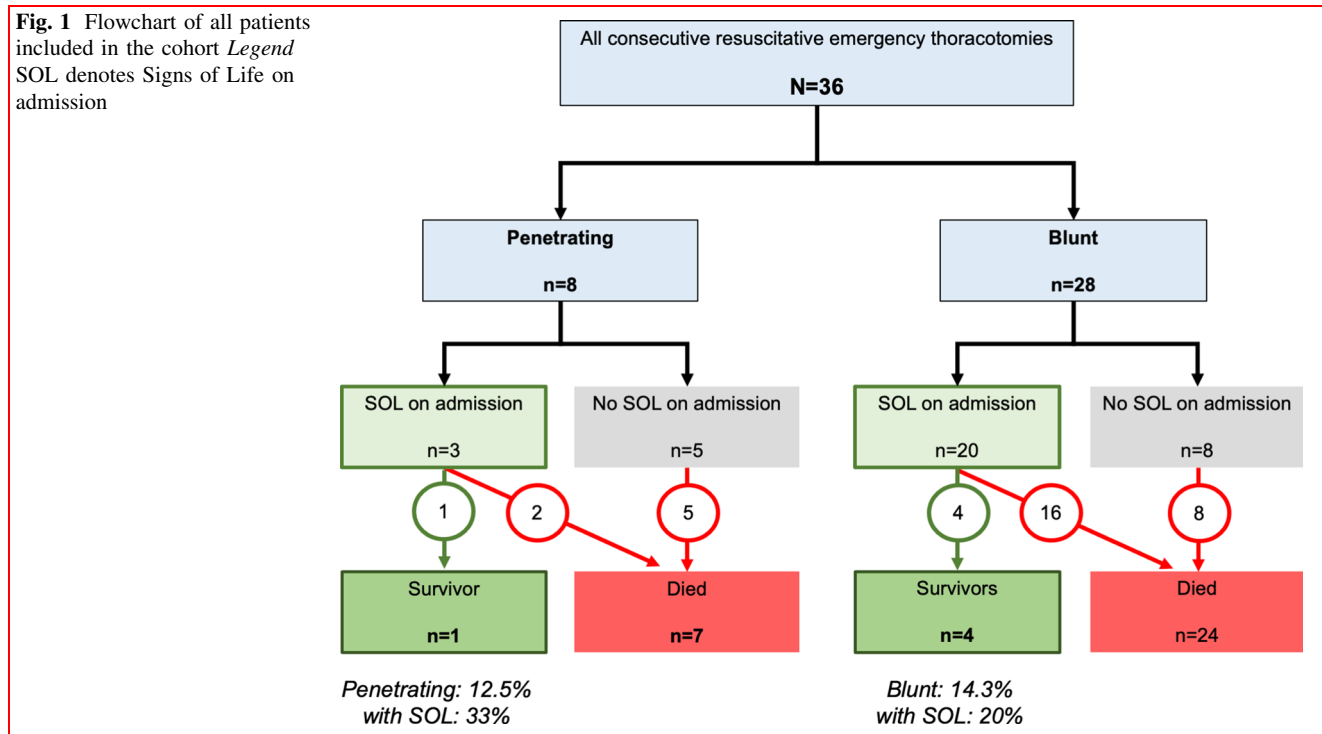 Fig. 1 Flowchart of all patients
included in the cohort Legend
SOL denotes Signs of Life on
admission
All consecutive resuscitative emergency thoracotomies
N=36
Penetrating
n=8
Blunt
n=28
SOL on admission
n=3
No SOL on admission
n=5
SOL on admission
n=20
No SOL on admission
n=8
1
2
5
4
16
8
Survivor
n=1
Died
n=7
Survivors
n=4
Died
n=24
Penetrating: 12.5%
with SOL: 33%
Blunt: 14.3%
with SOL: 20%